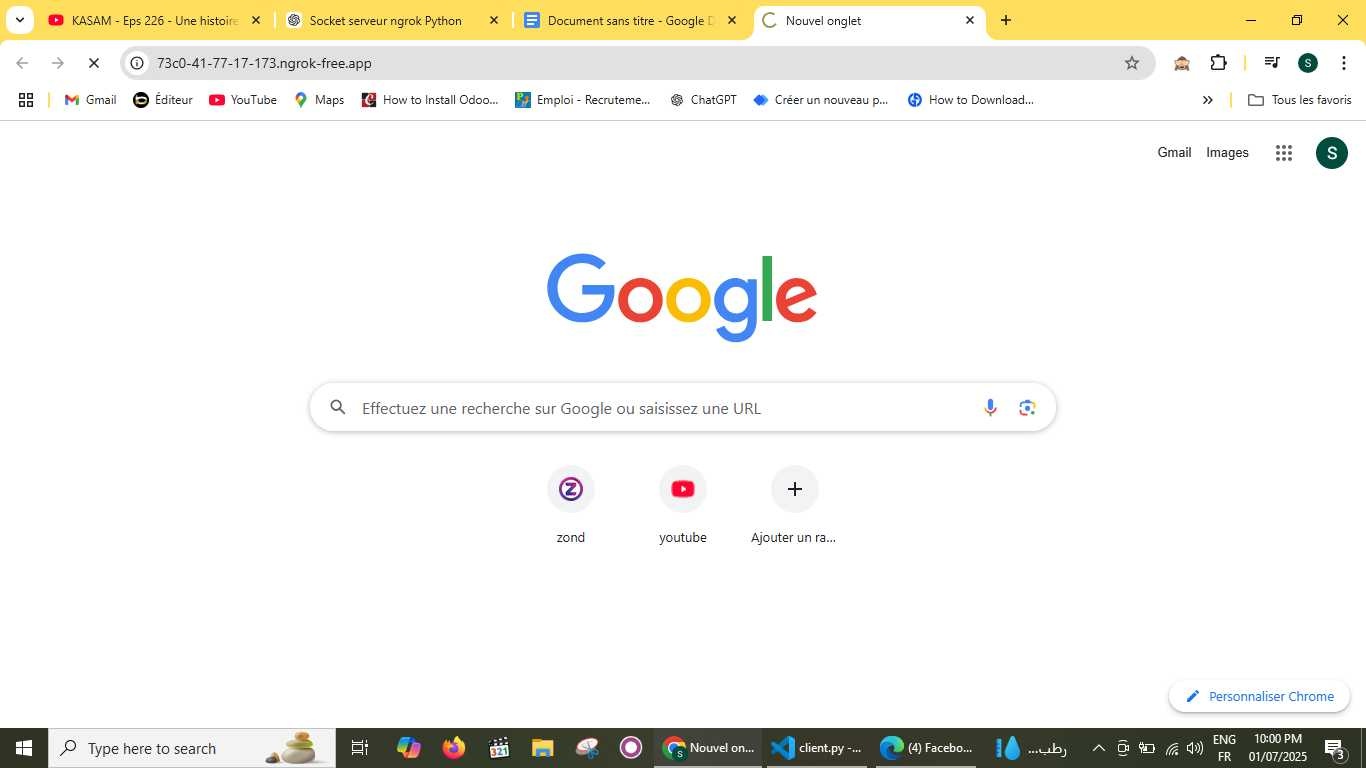 KASAM - Eps 226 - Une histoire
Socket serveur ngrok Python
Document sans titre - Google D
Nouvel onglet
73c0-41-77-17-173.ngrok-free.app
S
Gmail
Éditeur
YouTube
Maps
How to Install Odoo...
Emploi - Recruteme...
ChatGPT
Créer un nouveau p...
How to Download...
Tous les favoris
Gmail
Images
S
Google
Effectuez une recherche sur Google ou saisissez une URL
zond
youtube
Ajouter un ra...
Personnaliser Chrome
Type here to search
321
Nouvel on...
client.py -...
(4) Facebo...
رطب...
ENG
FR
10:00 PM
01/07/2025
3